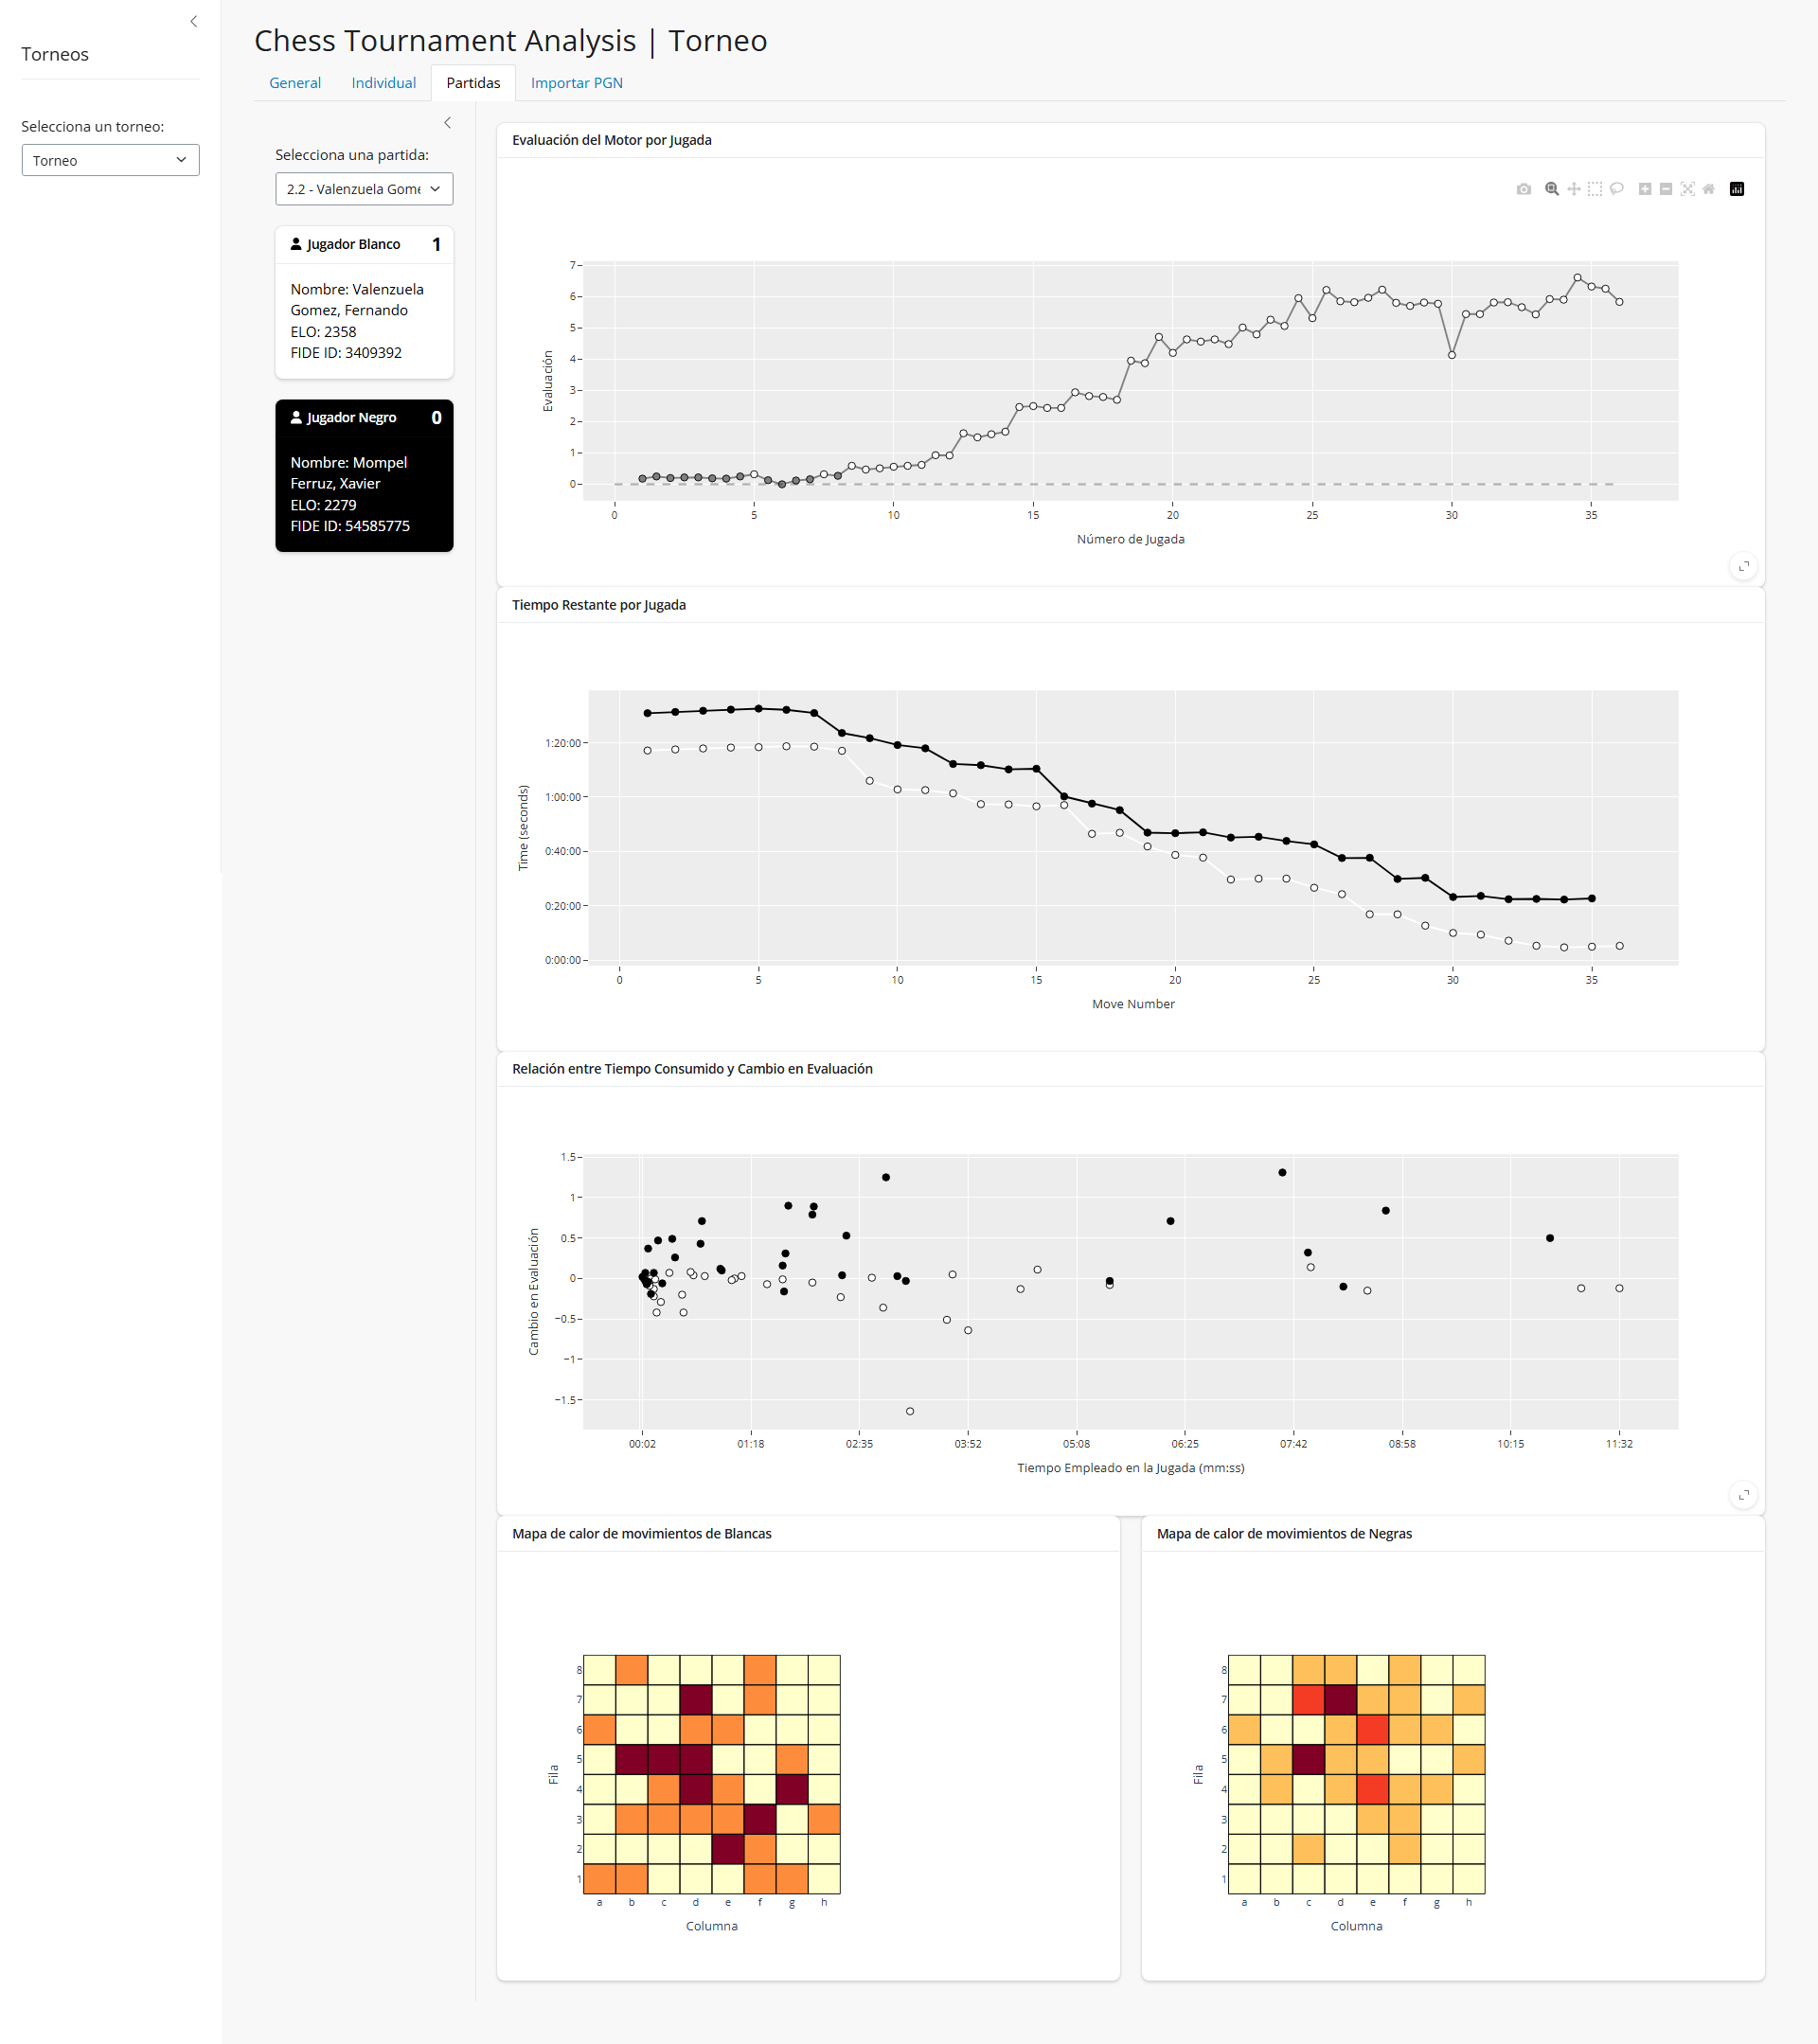 Torneos
Selecciona un torneo:
Torneo
Chess Tournament Analysis | Torneo
General
Individual
Partidas
Importar PGN
Selecciona una partida:
2.2 - Valenzuela Gome
Jugador Blanco
1
Nombre: Valenzuela
Gomez, Fernando
ELO: 2358
FIDE ID: 3409392
Jugador Negro
0
Nombre: Mompel
Ferruz, Xavier
ELO: 2279
FIDE ID: 54585775
Evaluación del Motor por Jugada
Evaluación
7
6
5
4
3
2
1
0
0 5 10 15 20 25 30 35
Número de Jugada
Tiempo Restante por Jugada
Time (seconds)
1:20:00
1:00:00
0:40:00
0:20:00
0:00:00
0 5 10 15 20 25 30 35
Move Number
Relación entre Tiempo Consumido y Cambio en Evaluación
Cambio en Evaluación
1.5
1
0.5
0
−0.5
−1
−1.5
00:02 01:18 02:35 03:52 05:08 06:25 07:42 08:58 10:15 11:32
Tiempo Empleado en la Jugada (mm:ss)
Mapa de calor de movimientos de Blancas
Fila
8
7
6
5
4
3
2
1
a b c d e f g h
Columna
Mapa de calor de movimientos de Negras
Fila
8
7
6
5
4
3
2
1
a b c d e f g h
Columna